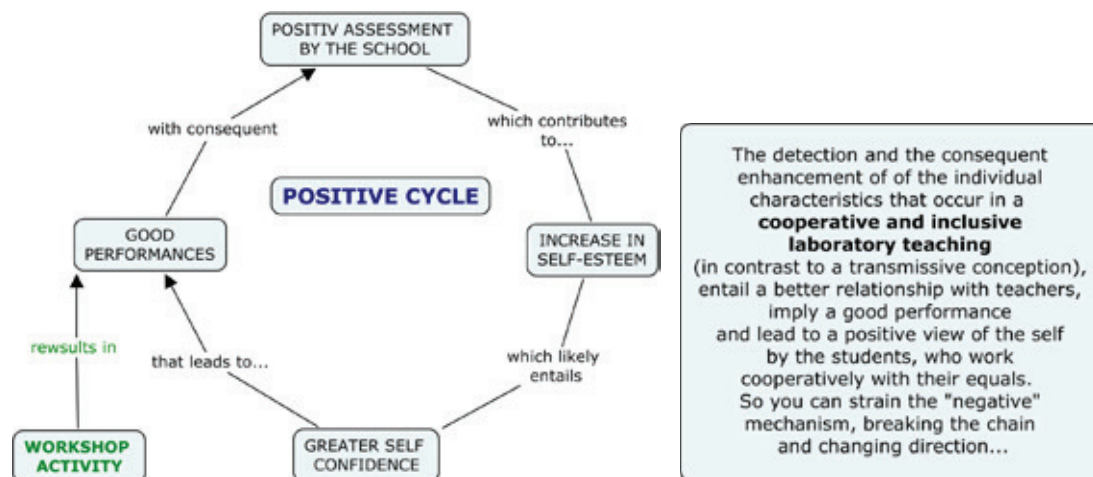 POSITIV ASSESSMENT
BY THE SCHOOL
with consequent
which contributes
to...
POSITIVE CYCLE
GOOD
PERFORMANCES
INCREASE IN
SELF-ESTEEM
rewsults in
that leads to...
which likely
entails
WORKSHOP
ACTIVITY
GREATER SELF
CONFIDENCE
The detection and the consequent
enhancement of of the individual
characteristics that occur in a
cooperative and inclusive
laboratory teaching
(in contrast to a transmissive conception),
entail a better relationship with teachers,
imply a good performance
and lead to a positive view of the self
by the students, who work
cooperatively with their equals.
So you can strain the "negative"
mechanism, breaking the chain
and changing direction...